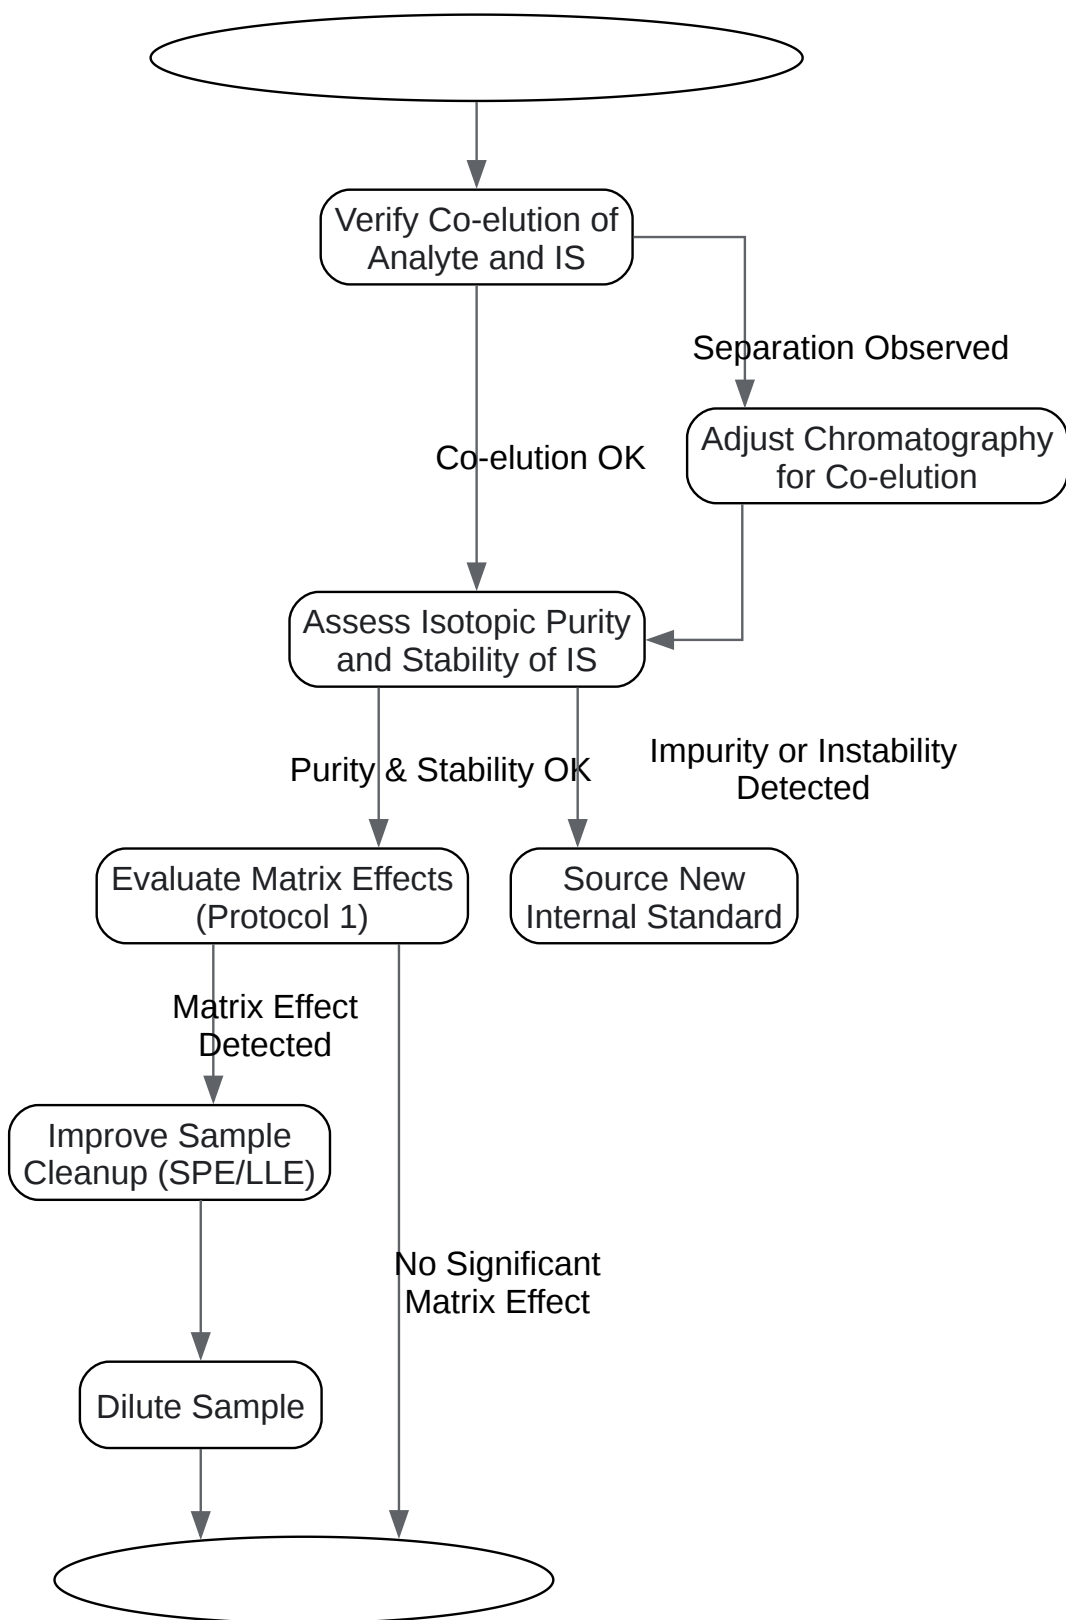 Verify Co-elution of
Analyte and IS
Separation Observed
Adjust Chromatography
for Co-elution
Co-elution OK
Assess Isotopic Purity
and Stability of IS
Purity & Stability OK
Impurity or Instability
Detected
Evaluate Matrix Effects
(Protocol 1)
Source New
Internal Standard
Matrix Effect
Detected
Improve Sample
Cleanup (SPE/LLE)
No Significant
Matrix Effect
Dilute Sample